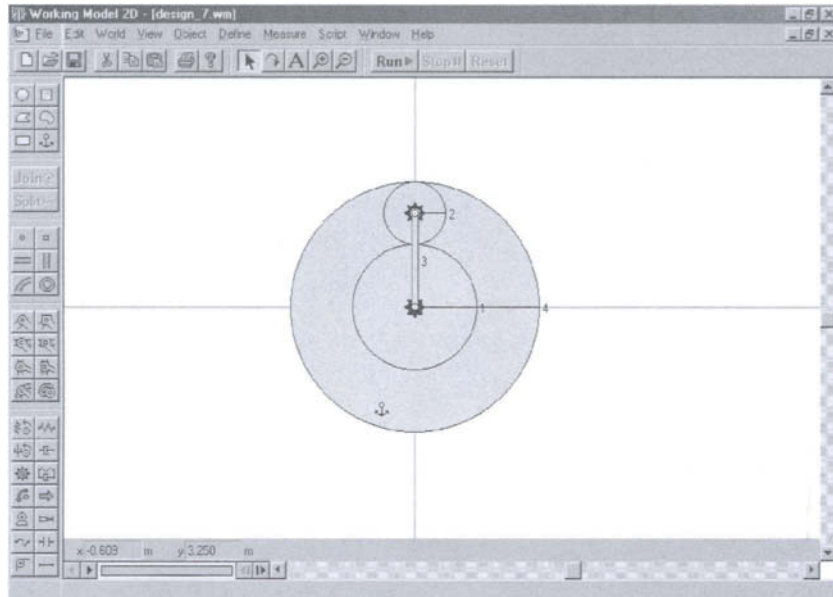 Working Model 2D - [design_7.wm]
File Edit World View Object Define Measure Script Window Help
A Run Stop Reset
Join
Split
2
3
1 4
x -0.609 m y 3.250 m